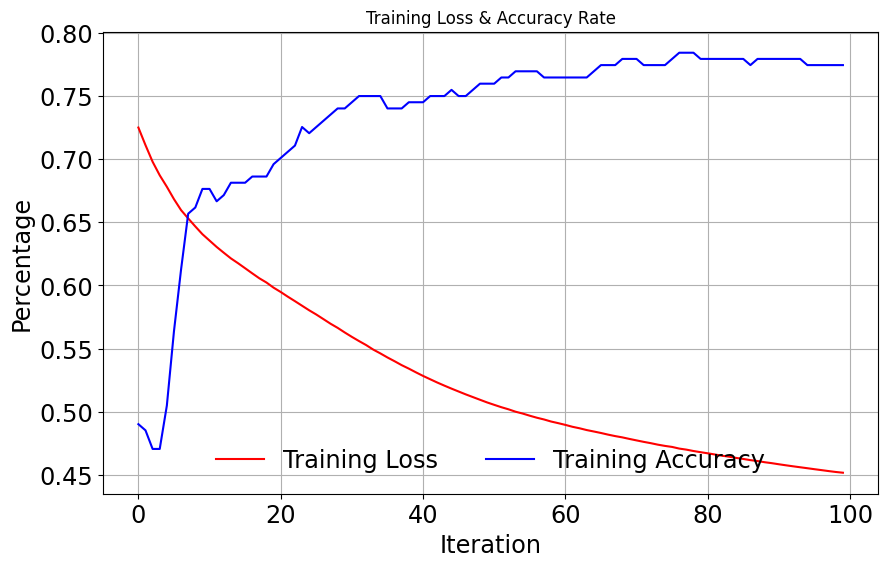 Training Loss & Accuracy Rate
0.80
0.75
0.70
0.65
0.60
0.55
0.50
0.45
Percentage
Training Loss
Training Accuracy
0 20 40 60 80 100
Iteration